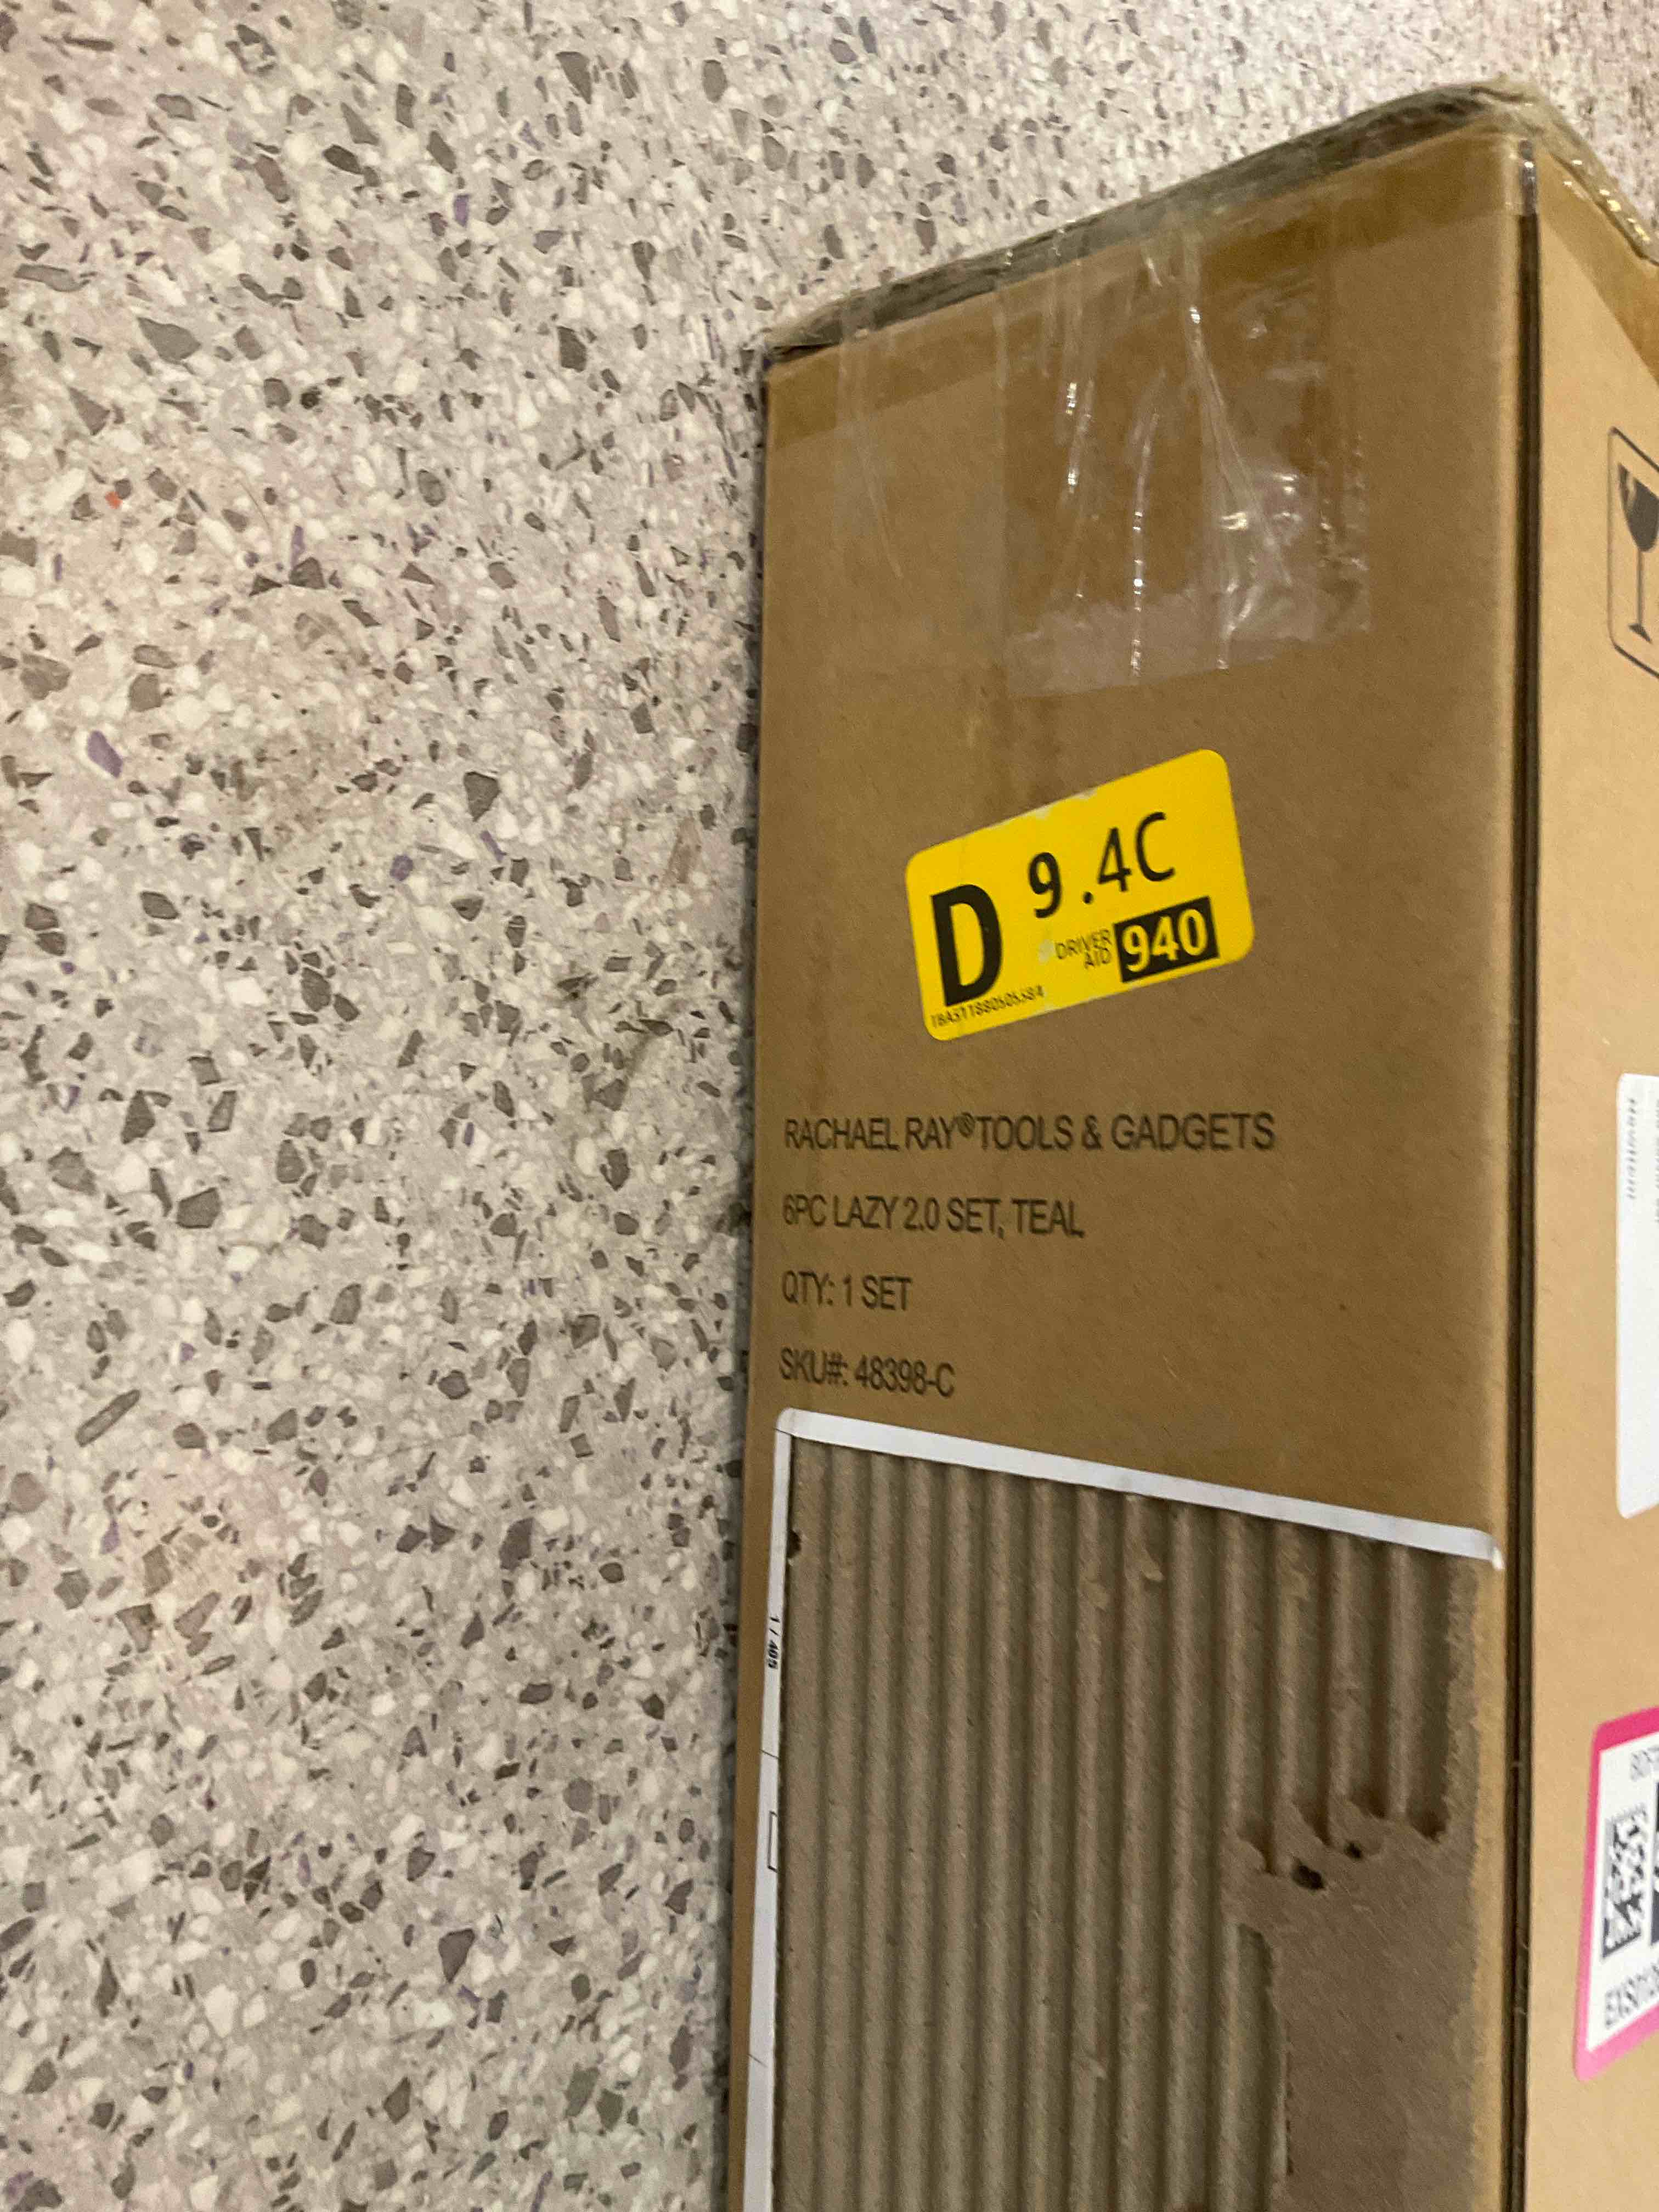 D 9.4C
DRIVER
AID
940
RACHAEL RAY®TOOLS & GADGETS
6PC LAZY 2.0 SET, TEAL
QTY: 1 SET
SKU#: 48398-C